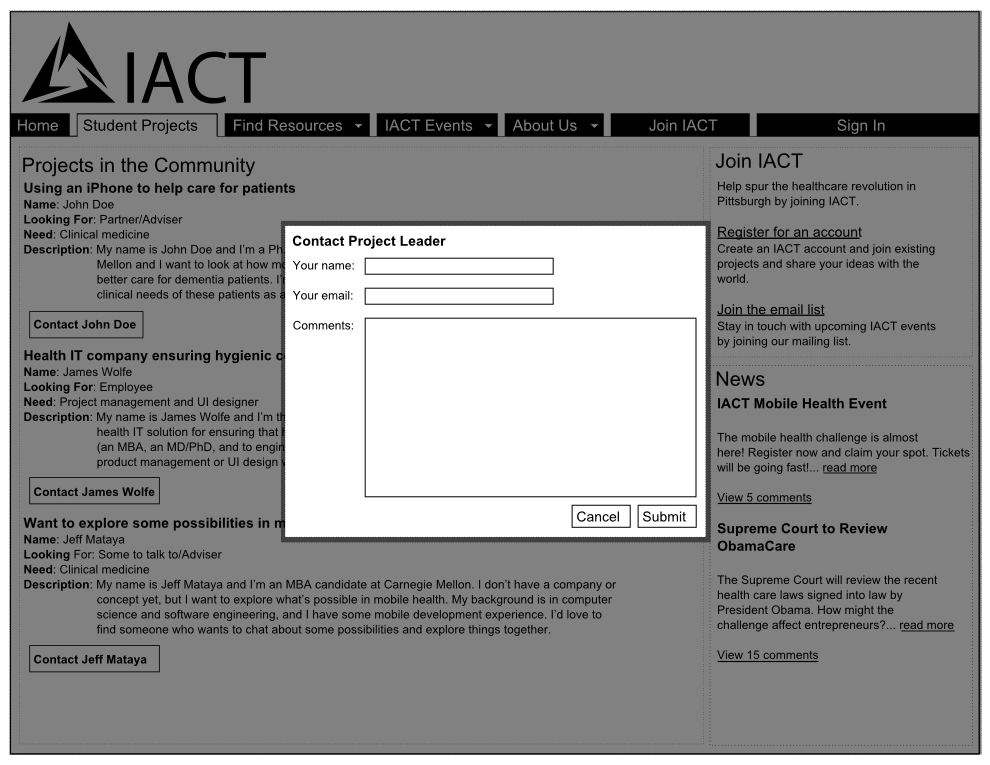 IACT
Home
Student Projects
Find Resources
IACT Events
About Us
Join IACT
Sign In
Projects in the Community
Using an iPhone to help care for patients
Name: John Doe
Looking For: Partner/Adviser
Need: Clinical medicine
Description: My name is John Doe and I'm a Ph
Mellon and I want to look at how
better care for dementia patients.
clinical needs of these patients as
Contact John Doe
Health IT company ensuring hygienic
Name: James Wolfe
Looking For: Employee
Need: Project management and UI designer
Description: My name is James Wolfe and I'm
health IT solution for ensuring that
(an MBA, an MD/PhD, and to
product management or UI design
Contact James Wolfe
Want to explore some possibilities in
Name: Jeff Mataya
Looking For: Some to talk to/Adviser
Need: Clinical medicine
Description: My name is Jeff Mataya and I'm an MBA candidate at Carnegie Mellon. I don't have a company or
concept yet, but I want to explore what's possible in mobile health. My background is in computer
science and software engineering, and I have some mobile development experience. I'd love to
find someone who wants to chat about some possibilities and explore things together.
Contact Jeff Mataya
Contact Project Leader
Your name:
Your email:
Comments:
Cancel
Submit
Join IACT
Help spur the healthcare revolution in
Pittsburgh by joining IACT.
Register for an account
Create an IACT account and join existing
projects and share your ideas with the
world.
Join the email list
Stay in touch with upcoming IACT events
by joining our mailing list.
News
IACT Mobile Health Event
The mobile health challenge is almost
here! Register now and claim your spot. Tickets
will be going fast!... read more
View 5 comments
Supreme Court to Review
ObamaCare
The Supreme Court will review the recent
health care laws signed into law by
President Obama. How might the
challenge affect entrepreneurs?... read more
View 15 comments